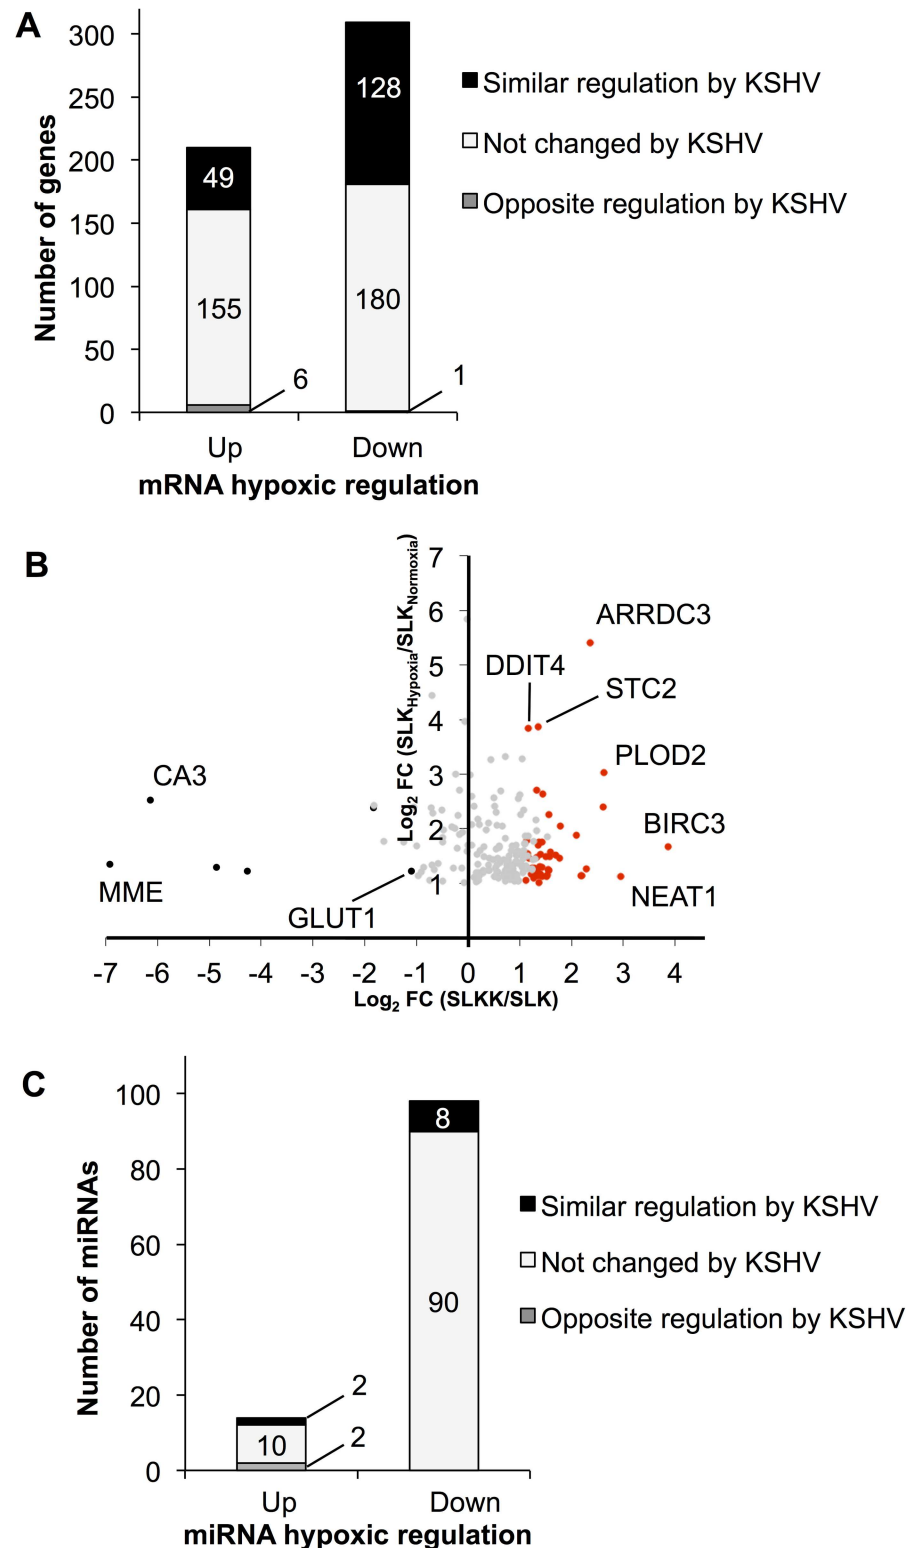 A
Number of genes
300
250
200
150
100
50
0
128
49
155
180
6
1
Up
Down
mRNA hypoxic regulation
Similar regulation by KSHV
Not changed by KSHV
Opposite regulation by KSHV
B
Log2 FC (SLKHypoxia/SLKNormoxia)
7
6
5
4
3
2
1
ARRDC3
DDIT4
STC2
PLOD2
CA3
BIRC3
MME
NEAT1
GLUT1
-7 -6 -5 -4 -3 -2 -1 0 1 2 3 4
Log2 FC (SLKK/SLK)
C
Number of miRNAs
100
80
60
40
20
0
8
90
2
10
2
Up
Down
miRNA hypoxic regulation
Similar regulation by KSHV
Not changed by KSHV
Opposite regulation by KSHV